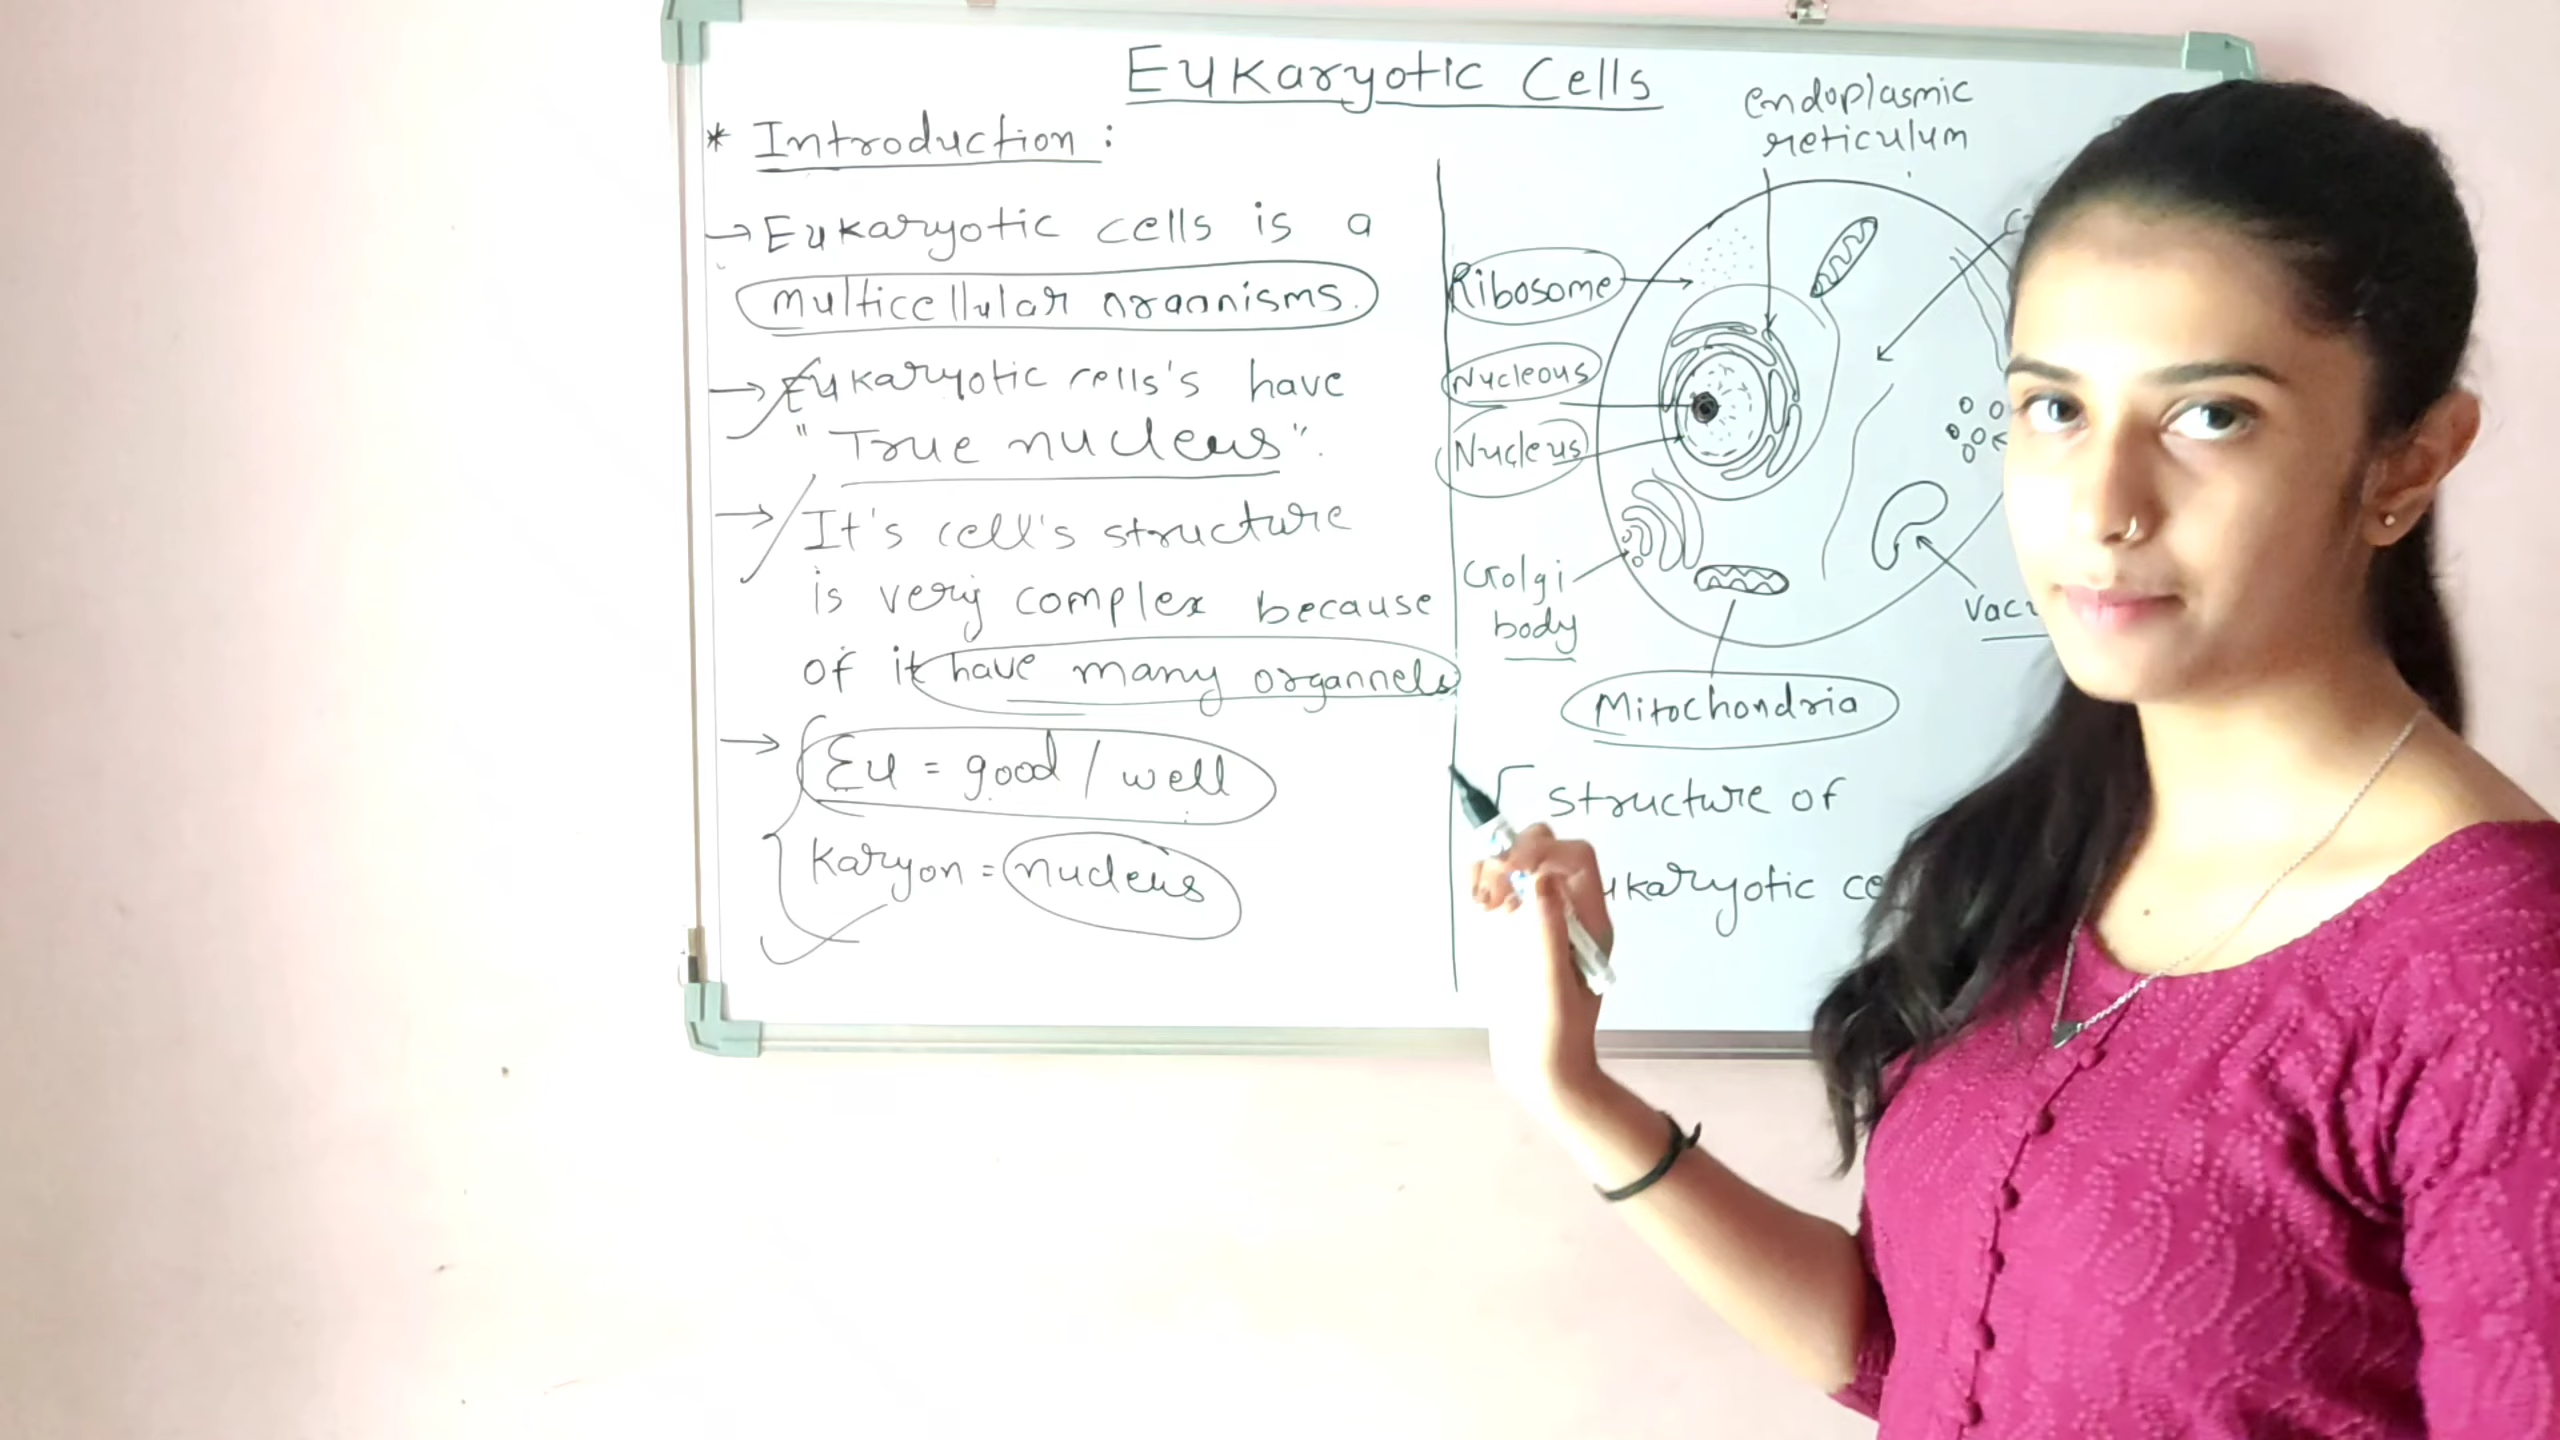 Eukaryotic Cells
* Introduction :
→ Eukaryotic cells is a
multicellular organnisms.
→ Eukaryotic cells's have
"True nucleus".
→ It's cell's structure
is very complex because
of it have many organnels
→ Eu = good / well
Karyon = nucleus
endoplasmic
reticulum
Ribosome
Nucleous
Nucleus
Golgi
body
Mitochondria
structure of